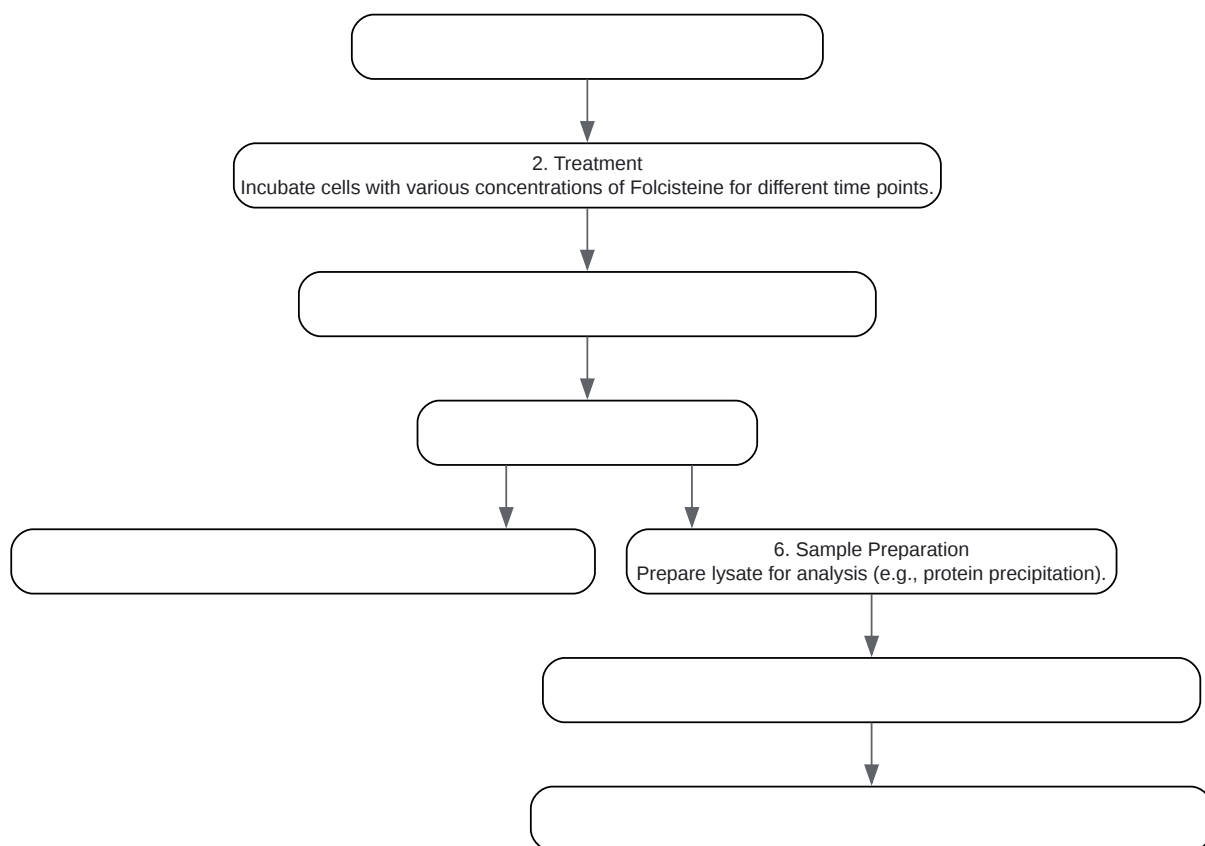 2. Treatment
Incubate cells with various concentrations of Folcisteine for different time points.
6. Sample Preparation
Prepare lysate for analysis (e.g., protein precipitation).